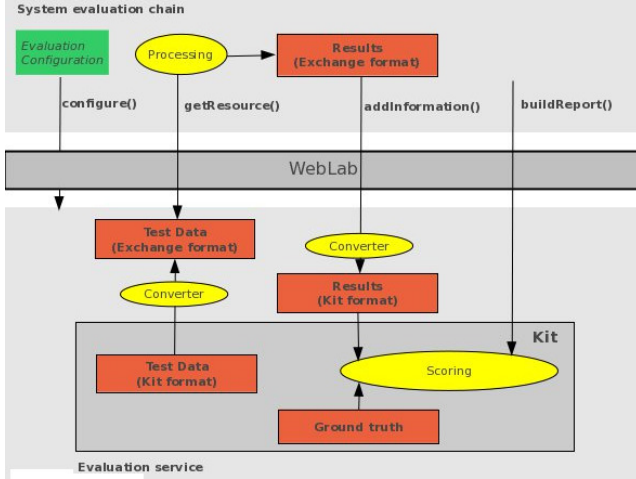 System evaluation chain
Evaluation
Configuration
Processing
Results
(Exchange format)
configure()
getResource()
addInformation()
buildReport()
WebLab
Test Data
(Exchange format)
Converter
Converter
Results
(Kit format)
Kit
Test Data
(Kit format)
Scoring
Ground truth
Evaluation service